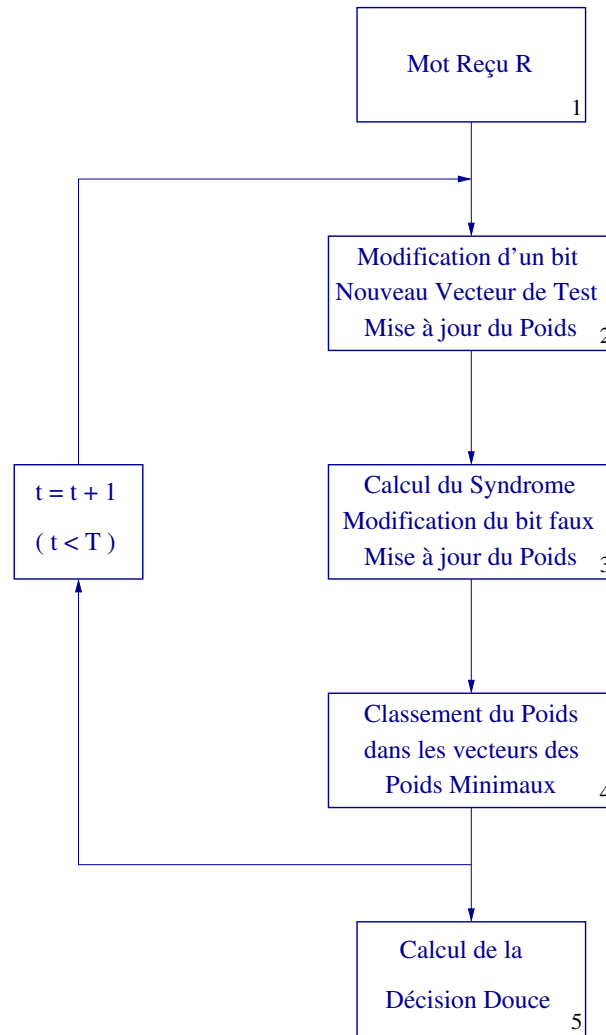 Mot Reçu R
1
Modification d'un bit
Nouveau Vecteur de Test
Mise à jour du Poids
2
t = t + 1
( t < T )
Calcul du Syndrome
Modification du bit faux
Mise à jour du Poids
3
Classement du Poids
dans les vecteurs des
Poids Minimaux
4
Calcul de la
Décision Douce
5